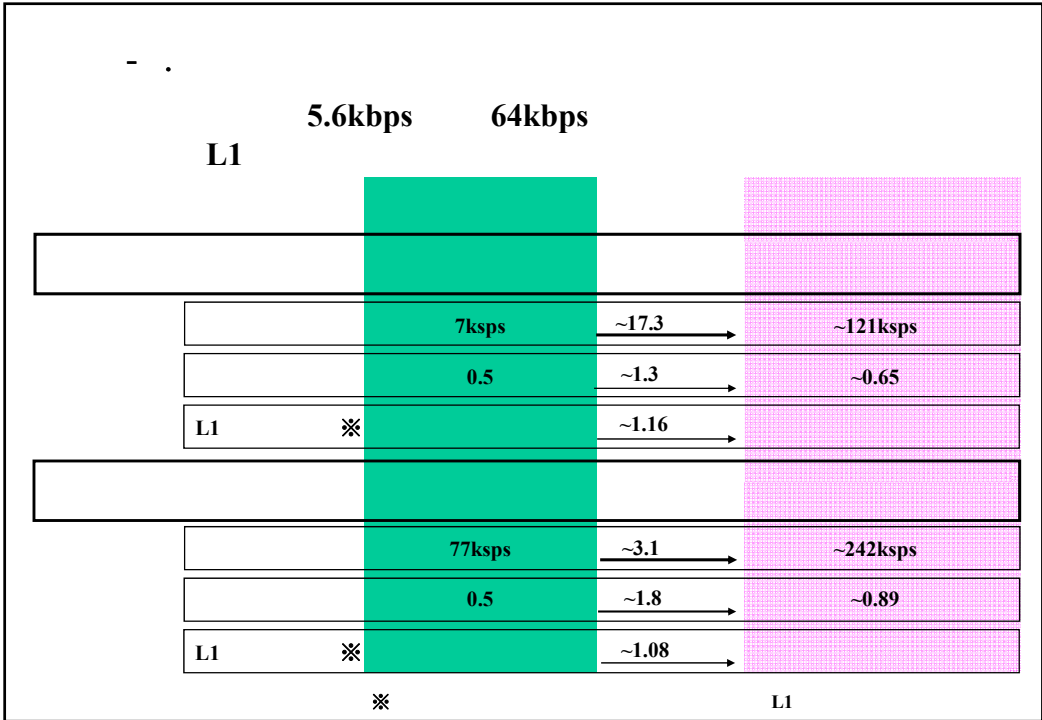 - .
5.6kbps 64kbps
L1
7ksps ~17.3 ~121ksps
0.5 ~1.3 ~0.65
L1 ※ ~1.16
77ksps ~3.1 ~242ksps
0.5 ~1.8 ~0.89
L1 ※ ~1.08
※ L1